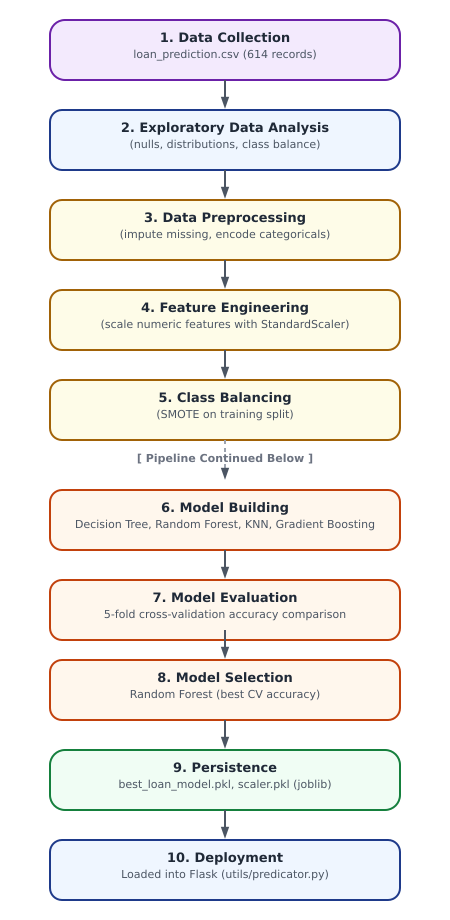 1. Data Collection
loan_prediction.csv (614 records)
2. Exploratory Data Analysis
(nulls, distributions, class balance)
3. Data Preprocessing
(impute missing, encode categoricals)
4. Feature Engineering
(scale numeric features with StandardScaler)
5. Class Balancing
(SMOTE on training split)
[ Pipeline Continued Below ]
6. Model Building
Decision Tree, Random Forest, KNN, Gradient Boosting
7. Model Evaluation
5-fold cross-validation accuracy comparison
8. Model Selection
Random Forest (best CV accuracy)
9. Persistence
best_loan_model.pkl, scaler.pkl (joblib)
10. Deployment
Loaded into Flask (utils/predicator.py)